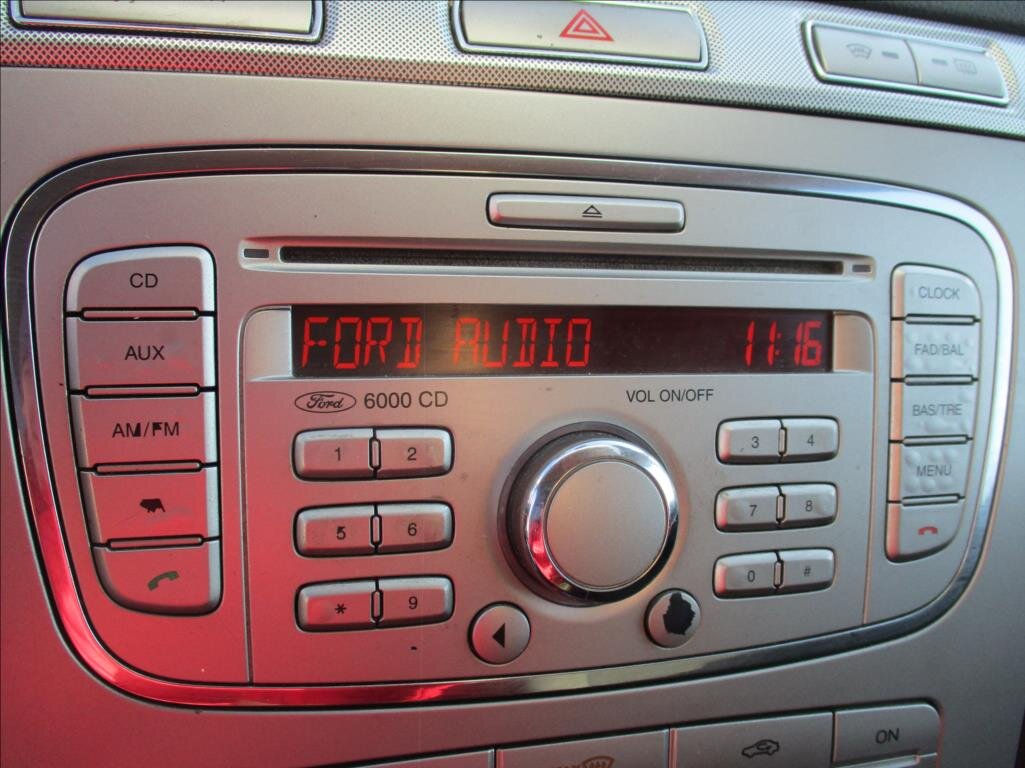 CD
AUX
AM/FM
FORD AUDIO 11:16
Ford 6000 CD
VOL ON/OFF
1 2
3 4
5 6
7 8
* 9
0 #
CLOCK
FAD/BAL
BAS/TRE
MENU
ON